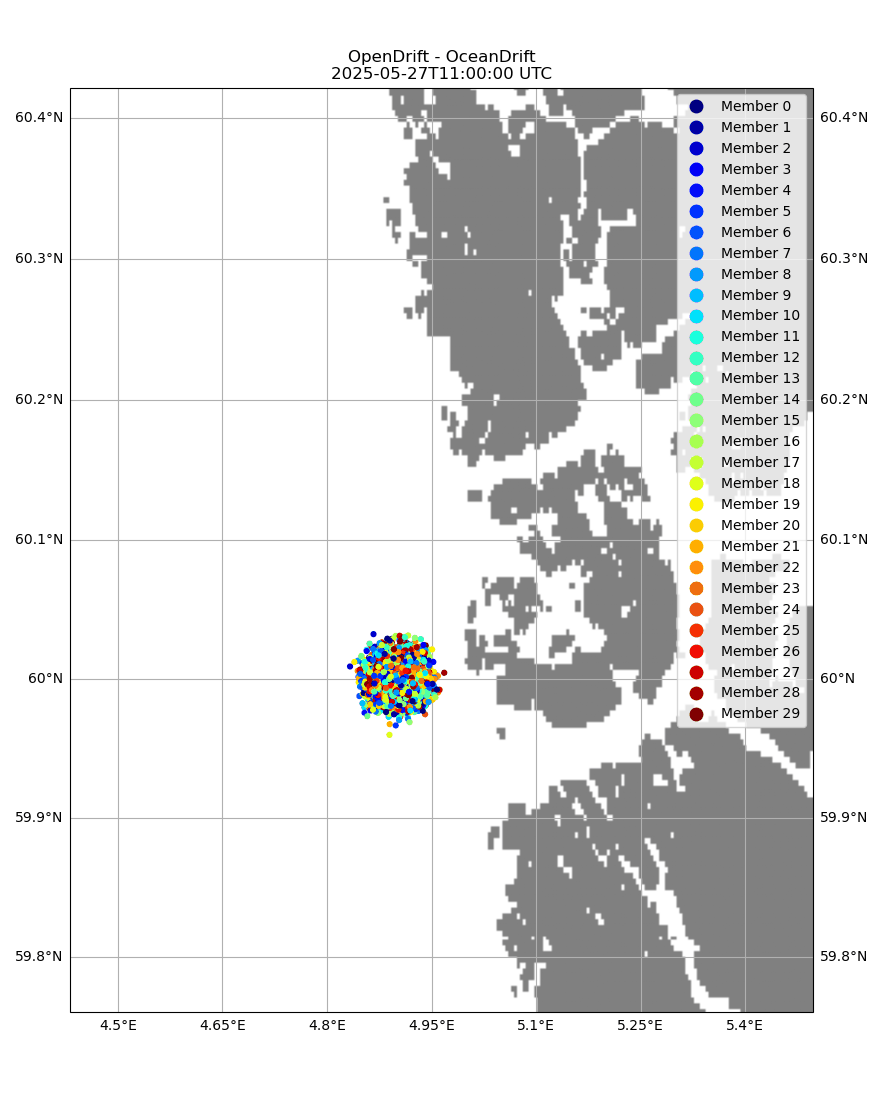 OpenDrift - OceanDrift
2025-05-27T11:00:00 UTC
60.4°N
60.3°N
60.2°N
60.1°N
60°N
59.9°N
59.8°N
60.4°N
60.3°N
60.2°N
60.1°N
60°N
59.9°N
59.8°N
4.5°E 4.65°E 4.8°E 4.95°E 5.1°E 5.25°E 5.4°E
Member 0
Member 1
Member 2
Member 3
Member 4
Member 5
Member 6
Member 7
Member 8
Member 9
Member 10
Member 11
Member 12
Member 13
Member 14
Member 15
Member 16
Member 17
Member 18
Member 19
Member 20
Member 21
Member 22
Member 23
Member 24
Member 25
Member 26
Member 27
Member 28
Member 29